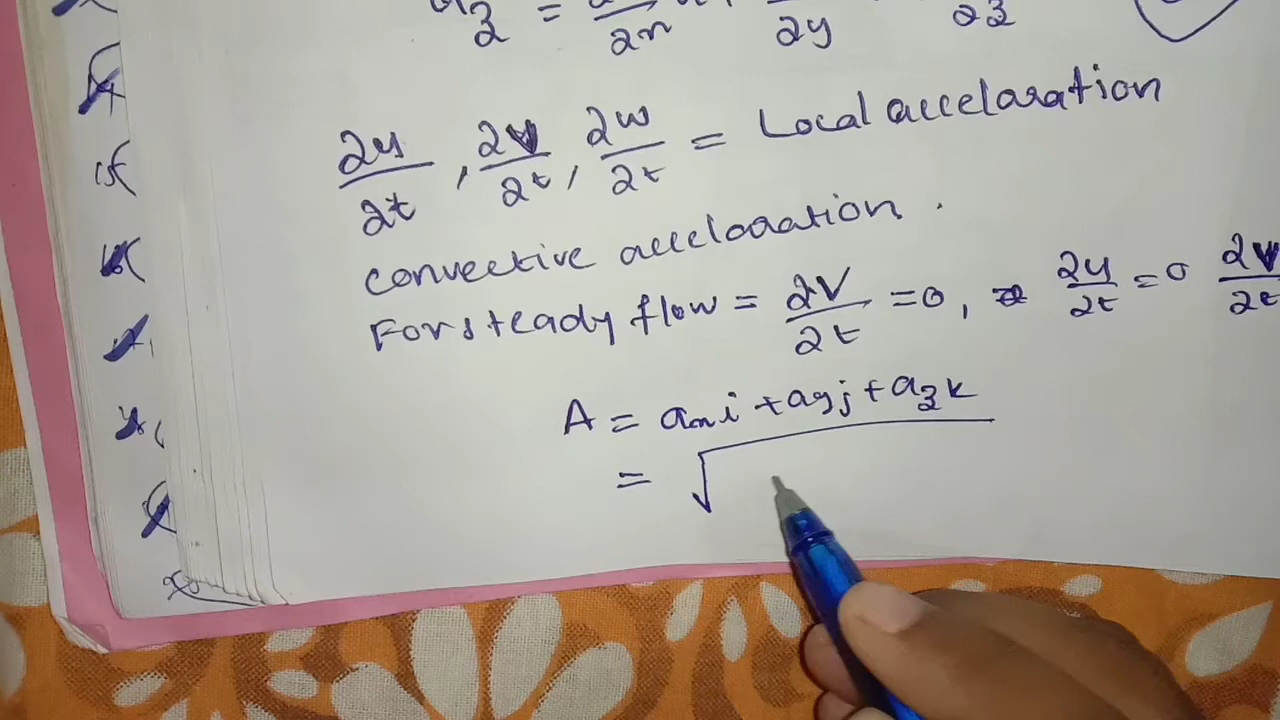 ∂u/∂t , ∂v/∂t , ∂w/∂t = Local accelaration
convective accelaration .
For steady flow = ∂V/∂t = 0, ∂u/∂t = 0 ∂v/∂t
A = axi + ayj + azk
= √